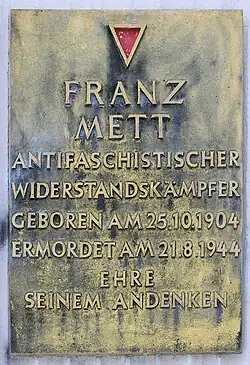 FRANZ
METT
ANTIFASCHISTISCHER
WIDERSTANDSKÄMPFER
GEBOREN AM 25.10.1904
ERMORDET AM 21.8.1944
EHRE
SEINEM ANDENKEN